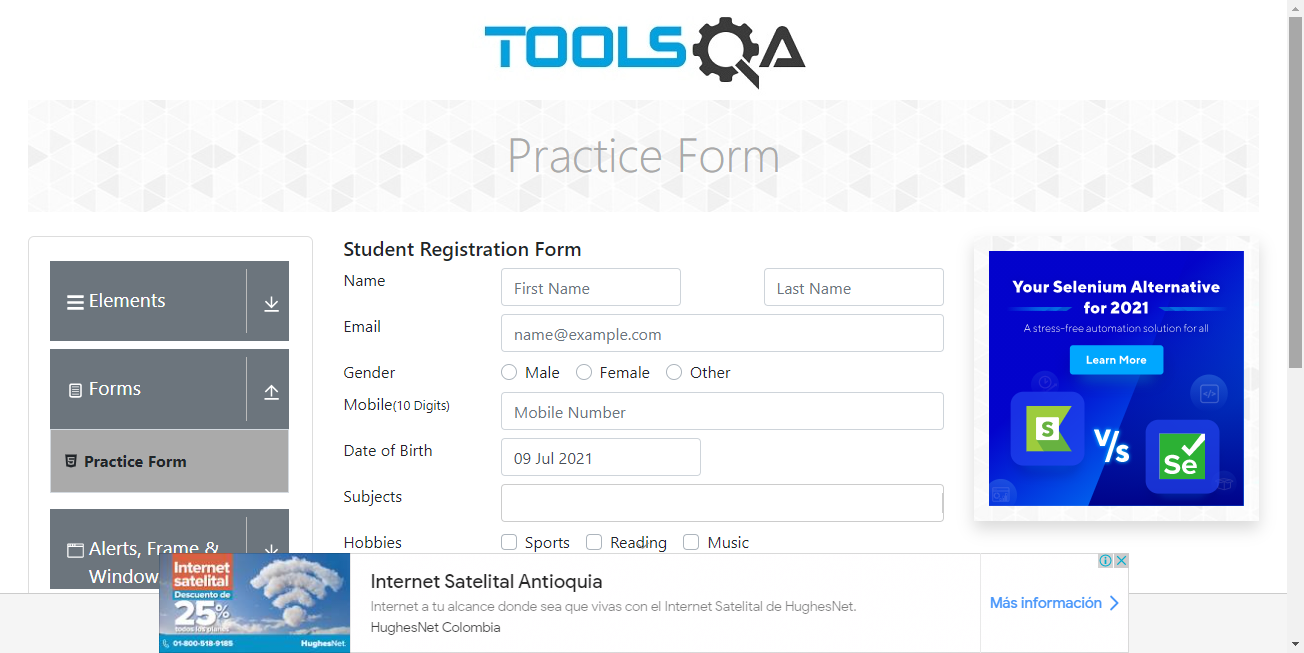 TOOLSQA
Practice Form
Elements
Forms
Practice Form
Alerts, Frame &
Window
Student Registration Form
Name
First Name
Last Name
Email
name@example.com
Gender
Male
Female
Other
Mobile(10 Digits)
Mobile Number
Date of Birth
09 Jul 2021
Subjects
Hobbies
Sports
Reading
Music
Your Selenium Alternative
for 2021
A stress-free automation solution for all
Learn More
S
V/s
Se
Internet
satelital
Descuento de
25%
todos los planes
01-800-518-9185
HughesNet
Internet Satelital Antioquia
Internet a tu alcance donde sea que vivas con el Internet Satelital de HughesNet.
HughesNet Colombia
Más información